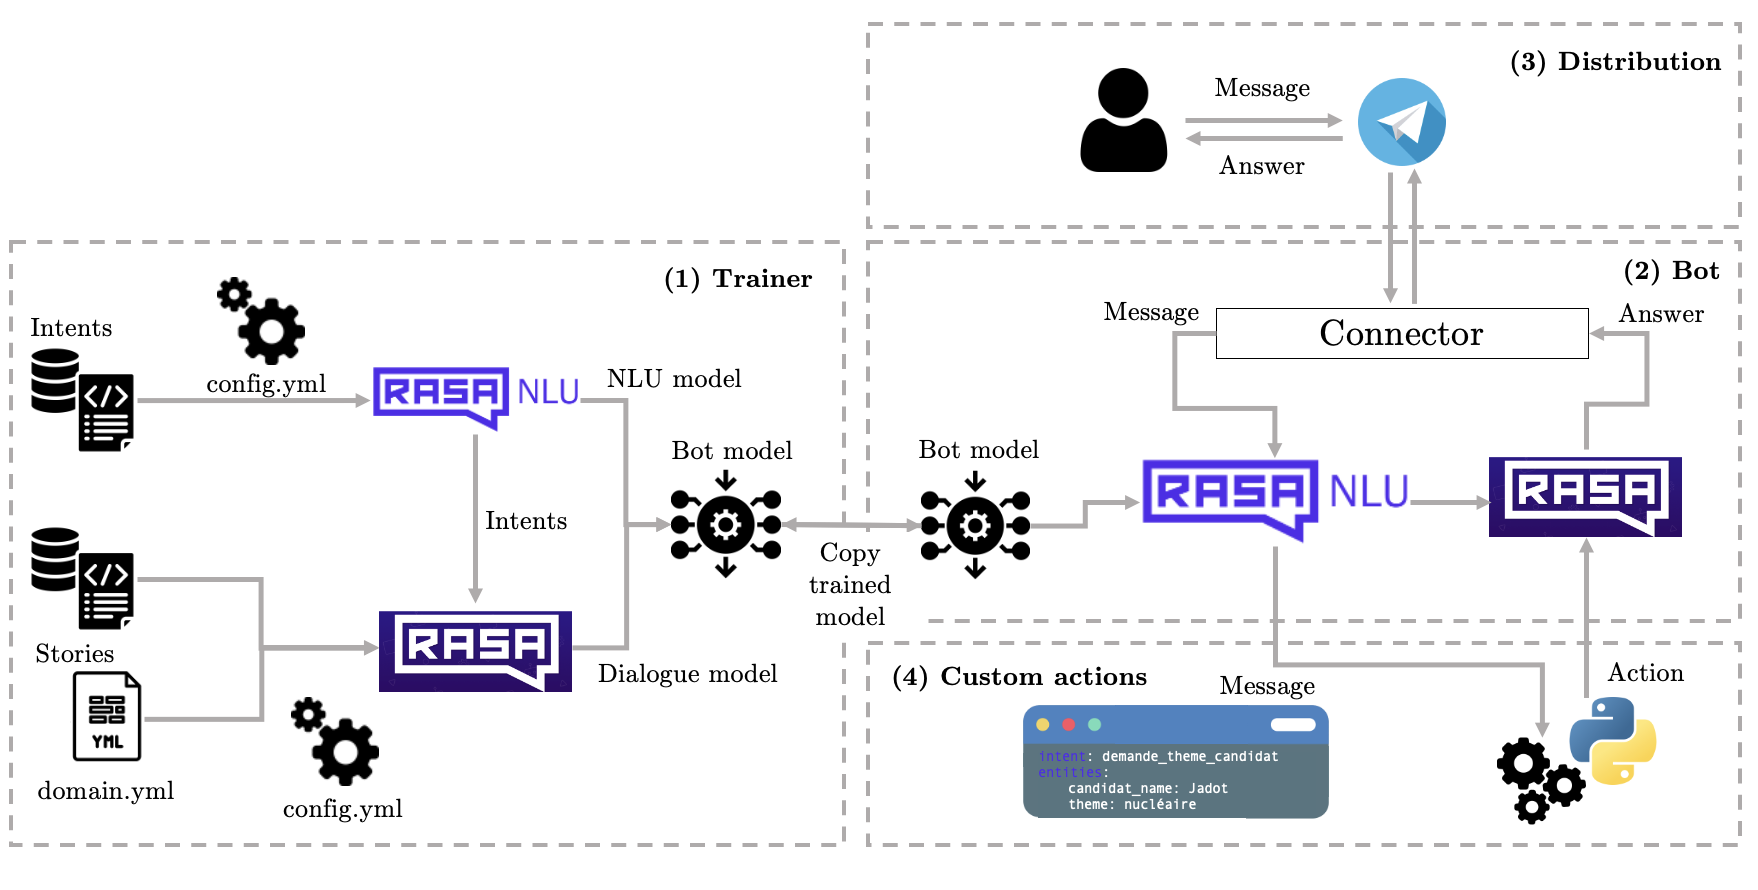 (3) Distribution
Message
Answer
(1) Trainer
Intents
config.yml
RASA NLU
NLU model
Bot model
Intents
Stories
RASA
Dialogue model
YML
domain.yml
config.yml
Copy
trained
model
(2) Bot
Message
Connector
Answer
Bot model
RASA NLU
RASA
(4) Custom actions
Message
Action
intent: demande_theme_candidat
entities:
candidat_name: Jadot
theme: nucléaire